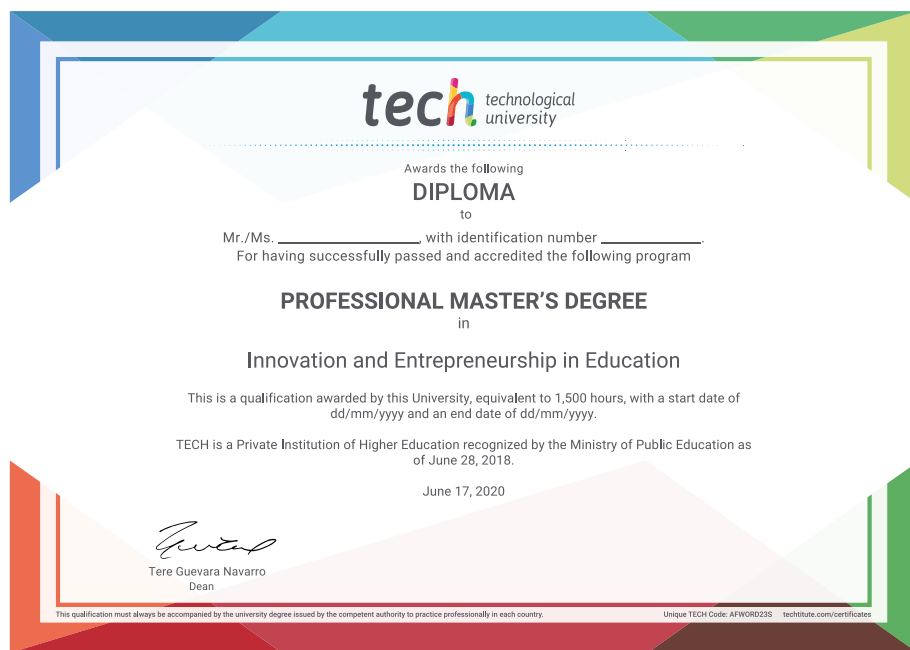 tech technological
university
Awards the following
DIPLOMA
to
Mr./Ms. ________________, with identification number ____________.
For having successfully passed and accredited the following program
PROFESSIONAL MASTER'S DEGREE
in
Innovation and Entrepreneurship in Education
This is a qualification awarded by this University, equivalent to 1,500 hours, with a start date of
dd/mm/yyyy and an end date of dd/mm/yyyy.
TECH is a Private Institution of Higher Education recognized by the Ministry of Public Education as
of June 28, 2018.
June 17, 2020
Tere Guevara Navarro
Dean
This qualification must always be accompanied by the university degree issued by the competent authority to practice professionally in each country.
Unique TECH Code: AFWORD23S techtitute.com/certificates